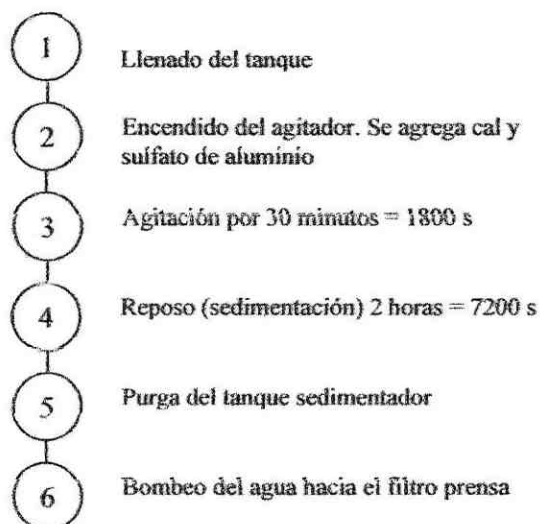 1
Llenado del tanque
2
Encendido del agitador. Se agrega cal y
sulfato de aluminio
3
Agitación por 30 minutos = 1800 s
4
Reposo (sedimentación) 2 horas = 7200 s
5
Purga del tanque sedimentador
6
Bombeo del agua hacia el filtro prensa